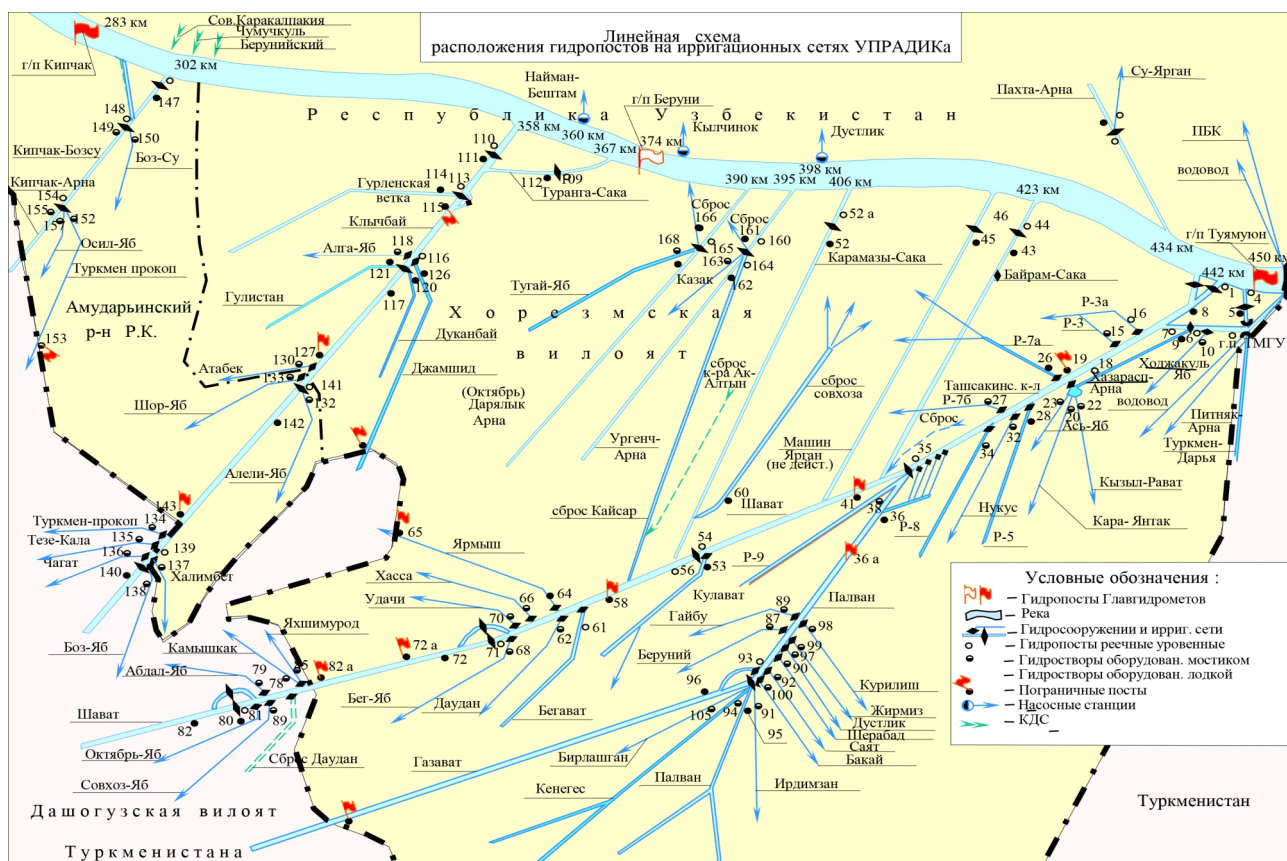 Линейная схема
расположения гидропостов на ирригационных сетях УПРАДИКа
283 км
Сов.Каракалпакия
Чумучкуль
Берунийский
г/п Кипчак
302 км
Найман-
Бештам
г/п Беруни
Су-Ярган
Пахта-Арна
ПБК
водовод
Республика Узбекистан
358 км
360 км
367 км
374 км
Кылчинок
Дустлик
398 км
390 км
395 км
406 км
423 км
434 км
г/п Туямуюн
450 км
442 км
147
148
149
150
Кипчак-Бозсу
Боз-Су
Кипчак-Арна
154
155
152
157
Осил-Яб
Туркмен прокоп
Амударьинский
р-н Р.К.
153
110
111
109
112
Гуранга-Сака
114
113
Гурленская
ветка
115
Клычбай
Алга-Яб
118
116
121
126
120
117
Гулистан
Дуканбай
Джамшид
Сброс
166
165
168
Тугай-Яб
Сброс
161
160
163
164
162
Казак
52 а
52
Карамазы-Сака
46
44
45
43
Байрам-Сака
Хорезмская
вилоят
1
4
8
5
7
9
6
10
г.п. ТМГУ
Р-3а
16
Р-3
15
Р-7а
26
19
18
Ходжакуль
Яб
Хазарасп-
Арна
водовод
Питняк-
Арна
Туркмен-
Дарья
Ташсакинс. к-л
Р-7б
27
23
20
22
28
32
34
Ась-Яб
Сброс
35
Кызыл-Рават
Кара- Янтак
Нукус
Р-5
Р-8
Р-9
127
130
133
Атабек
141
132
Шор-Яб
142
Алели-Яб
(Октябрь)
Дарялык
Арна
Ургенч-
Арна
сброс
к-ра Ак-
Алтын
сброс
совхоза
Машин
Ярган
(не дейст.)
сброс Кайсар
60
Шават
41
38
36
36 а
54
56
53
Кулават
143
134
Туркмен-прокоп
135
Тезе-Кала
136
139
Чагат
137
140
138
Халимбет
Боз-Яб
65
Ярмыш
Хасса
66
64
Удачи
70
58
61
62
71
68
72 а
72
Камышкак
Яхшимурод
Абдал-Яб
79
78
85
82 а
Шават
80
81
89
82
Октябрь-Яб
Совхоз-Яб
Сброс Даудан
Бег-Яб
Даудан
Бегават
Гайбу
Беруний
Палван
89
87
98
99
97
90
92
100
93
96
105
94
91
95
Курилиш
Жирмиз
Дустлик
Шерабад
Саят
Бакай
Газават
Бирлашган
Кенегес
Палван
Ирдимзан
Дашогузская вилоят
Туркменистана
Туркменистан
Условные обозначения :
Гидропосты Главгидрометов
Река
Гидросооружении и ирриг. сети
Гидропосты реечные уровенные
Гидростворы оборудован. мостиком
Гидростворы оборудован. лодкой
Пограничные посты
Насосные станции
КДС